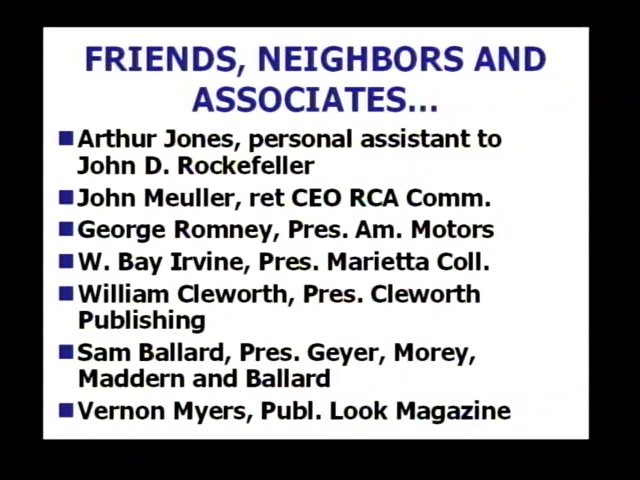 FRIENDS, NEIGHBORS AND
ASSOCIATES...
Arthur Jones, personal assistant to
John D. Rockefeller
John Meuller, ret CEO RCA Comm.
George Romney, Pres. Am. Motors
W. Bay Irvine, Pres. Marietta Coll.
William Cleworth, Pres. Cleworth
Publishing
Sam Ballard, Pres. Geyer, Morey,
Maddern and Ballard
Vernon Myers, Publ. Look Magazine